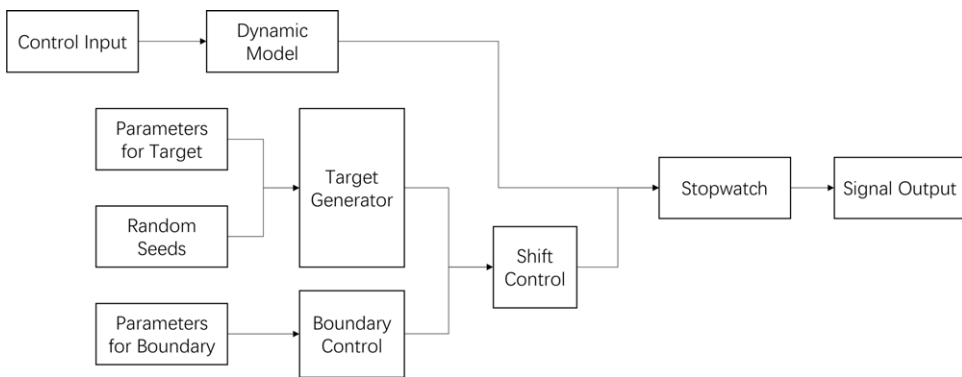 Control Input
Dynamic
Model
Parameters
for Target
Random
Seeds
Target
Generator
Parameters
for Boundary
Boundary
Control
Shift
Control
Stopwatch
Signal Output